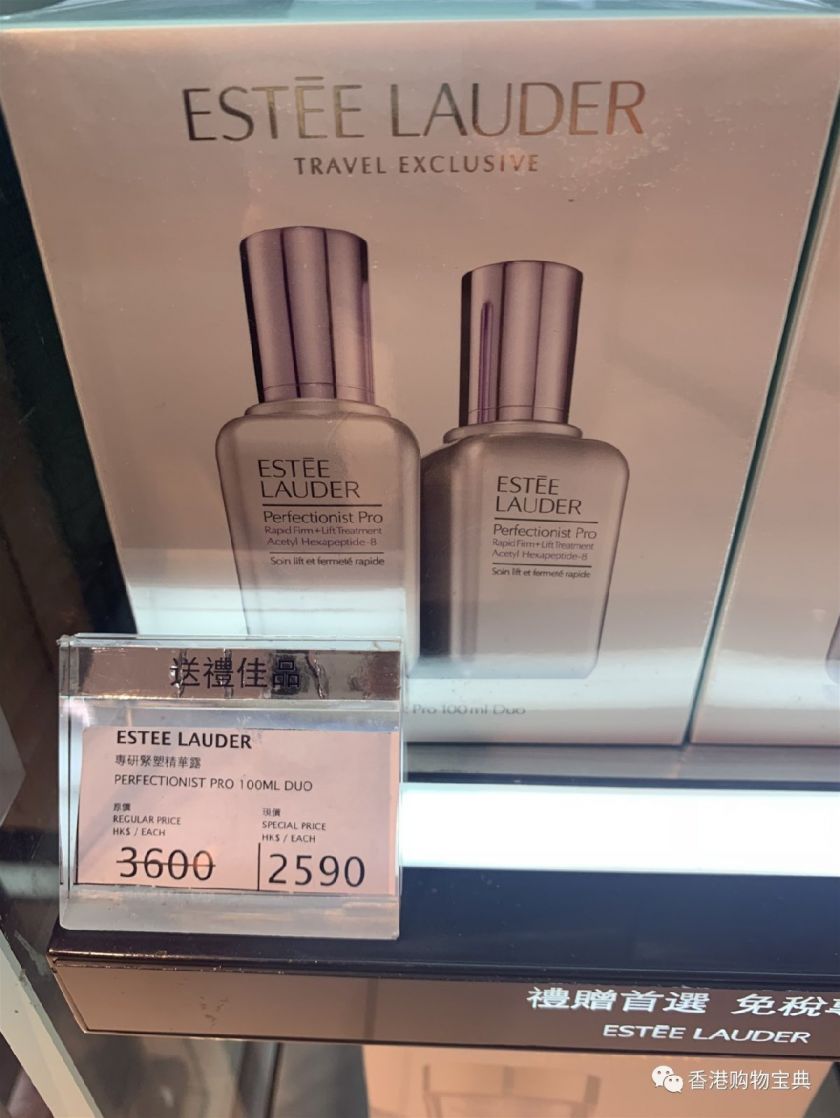 ESTĒE LAUDER
TRAVEL EXCLUSIVE
ESTĒE
LAUDER
Perfectionist Pro
Rapid Firm+Lift Treatment
Acetyl Hexapeptide-8
Soin lift et fermeté rapide
ESTĒE
LAUDER
Perfectionist Pro
Rapid Firm+Lift Treatment
Acetyl Hexapeptide-8
Soin lift et fermeté rapide
Pro 100ml Duo
送禮佳品
ESTEE LAUDER
專研緊塑精華露
PERFECTIONIST PRO 100ML DUO
原價
REGULAR PRICE
HK$ / EACH
3600
現價
SPECIAL PRICE
HK$ / EACH
2590
禮贈首選 免稅
ESTĒE LAUDER
香港购物宝典